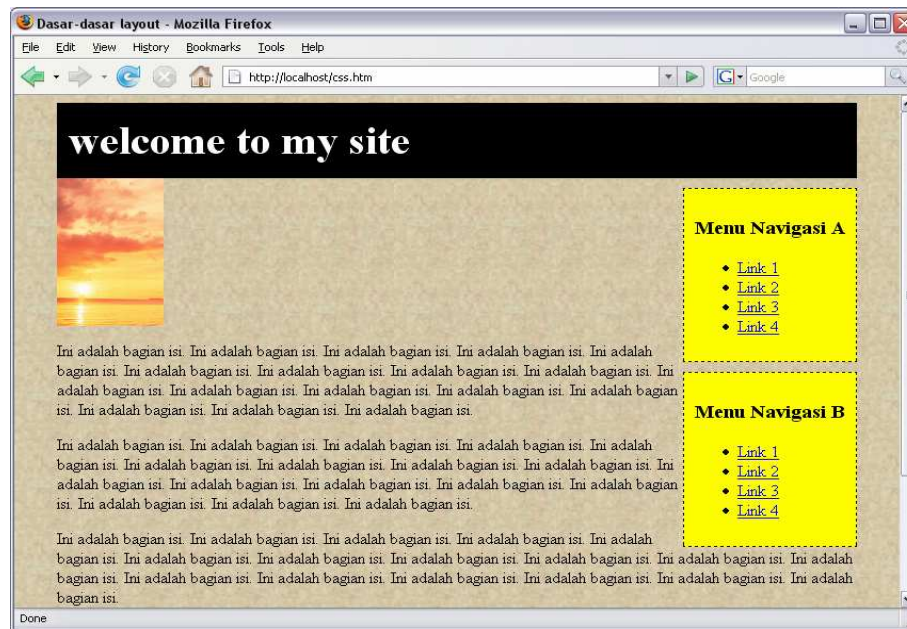 Dasar-dasar layout - Mozilla Firefox
File Edit View History Bookmarks Tools Help
http://localhost/css.htm
G
Google
welcome to my site
Menu Navigasi A
Link 1
Link 2
Link 3
Link 4
Ini adalah bagian isi. Ini adalah bagian isi. Ini adalah bagian isi. Ini adalah bagian isi. Ini adalah
bagian isi. Ini adalah bagian isi. Ini adalah bagian isi. Ini adalah bagian isi. Ini adalah bagian isi. Ini
adalah bagian isi. Ini adalah bagian isi. Ini adalah bagian isi. Ini adalah bagian isi. Ini adalah bagian
isi. Ini adalah bagian isi. Ini adalah bagian isi. Ini adalah bagian isi.
Menu Navigasi B
Link 1
Link 2
Link 3
Link 4
Ini adalah bagian isi. Ini adalah bagian isi. Ini adalah bagian isi. Ini adalah bagian isi. Ini adalah
bagian isi. Ini adalah bagian isi. Ini adalah bagian isi. Ini adalah bagian isi. Ini adalah bagian isi. Ini
adalah bagian isi. Ini adalah bagian isi. Ini adalah bagian isi. Ini adalah bagian isi. Ini adalah bagian
isi. Ini adalah bagian isi. Ini adalah bagian isi. Ini adalah bagian isi.
Ini adalah bagian isi. Ini adalah bagian isi. Ini adalah bagian isi. Ini adalah bagian isi. Ini adalah
bagian isi. Ini adalah bagian isi. Ini adalah bagian isi. Ini adalah bagian isi. Ini adalah bagian isi. Ini adalah
bagian isi. Ini adalah bagian isi. Ini adalah bagian isi. Ini adalah bagian isi. Ini adalah bagian isi. Ini adalah
bagian isi.
Done